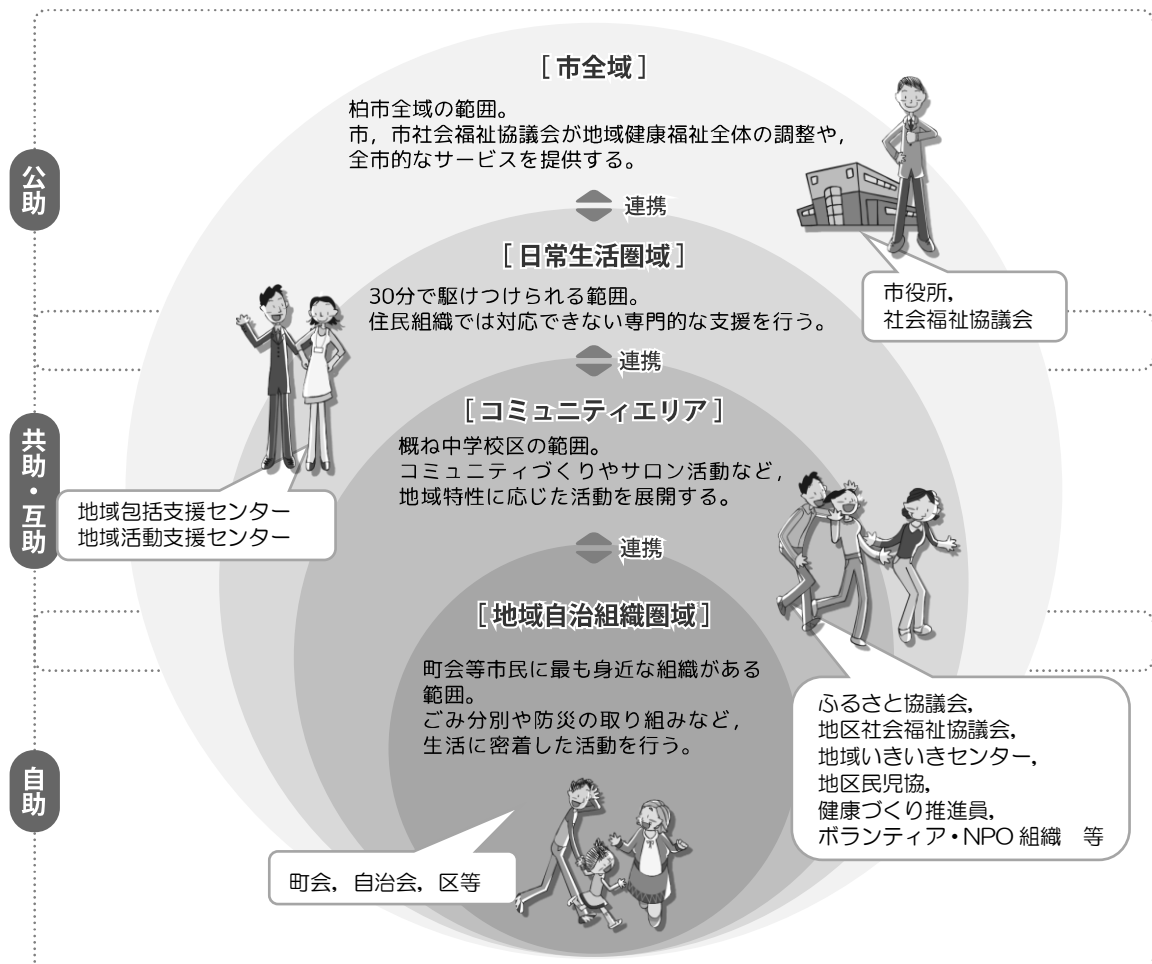 [ 市全域 ]
柏市全域の範囲。
市，市社会福祉協議会が地域健康福祉全体の調整や，
全市的なサービスを提供する。
公助
連携
[ 日常生活圏域 ]
30分で駆けつけられる範囲。
住民組織では対応できない専門的な支援を行う。
市役所，
社会福祉協議会
連携
[ コミュニティエリア ]
概ね中学校区の範囲。
コミュニティづくりやサロン活動など，
地域特性に応じた活動を展開する。
共助・互助
地域包括支援センター
地域活動支援センター
連携
[ 地域自治組織圏域 ]
町会等市民に最も身近な組織がある
範囲。
ごみ分別や防災の取り組みなど，
生活に密着した活動を行う。
ふるさと協議会，
地区社会福祉協議会，
地域いきいきセンター，
地区民児協，
健康づくり推進員，
ボランティア・NPO 組織　等
自助
町会，自治会，区等